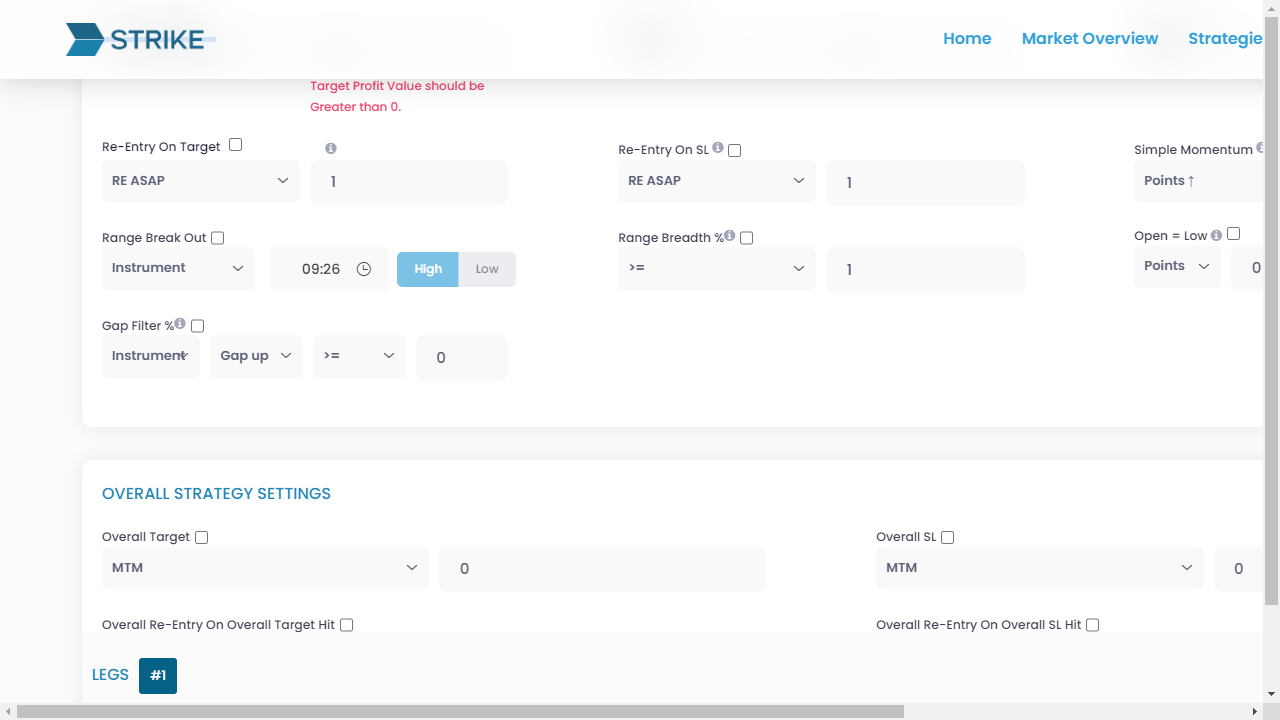 STRIKE
Home Market Overview Strategie
Target Profit Value should be
Greater than 0.
Re-Entry On Target Re-Entry On SL Simple Momentum
RE ASAP 1 RE ASAP 1 Points ↑
Range Break Out Range Breadth % Open = Low
Instrument 09:26 High Low >= 1 Points 0
Gap Filter %
Instrument Gap up >= 0
OVERALL STRATEGY SETTINGS
Overall Target Overall SL
MTM 0 MTM 0
Overall Re-Entry On Overall Target Hit Overall Re-Entry On Overall SL Hit
LEGS #1